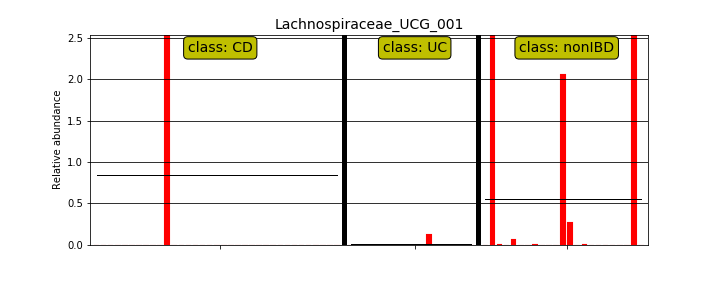 Lachnospiraceae_UCG_001
class: CD
class: UC
class: nonIBD
Relative abundance
2.5
2.0
1.5
1.0
0.5
0.0